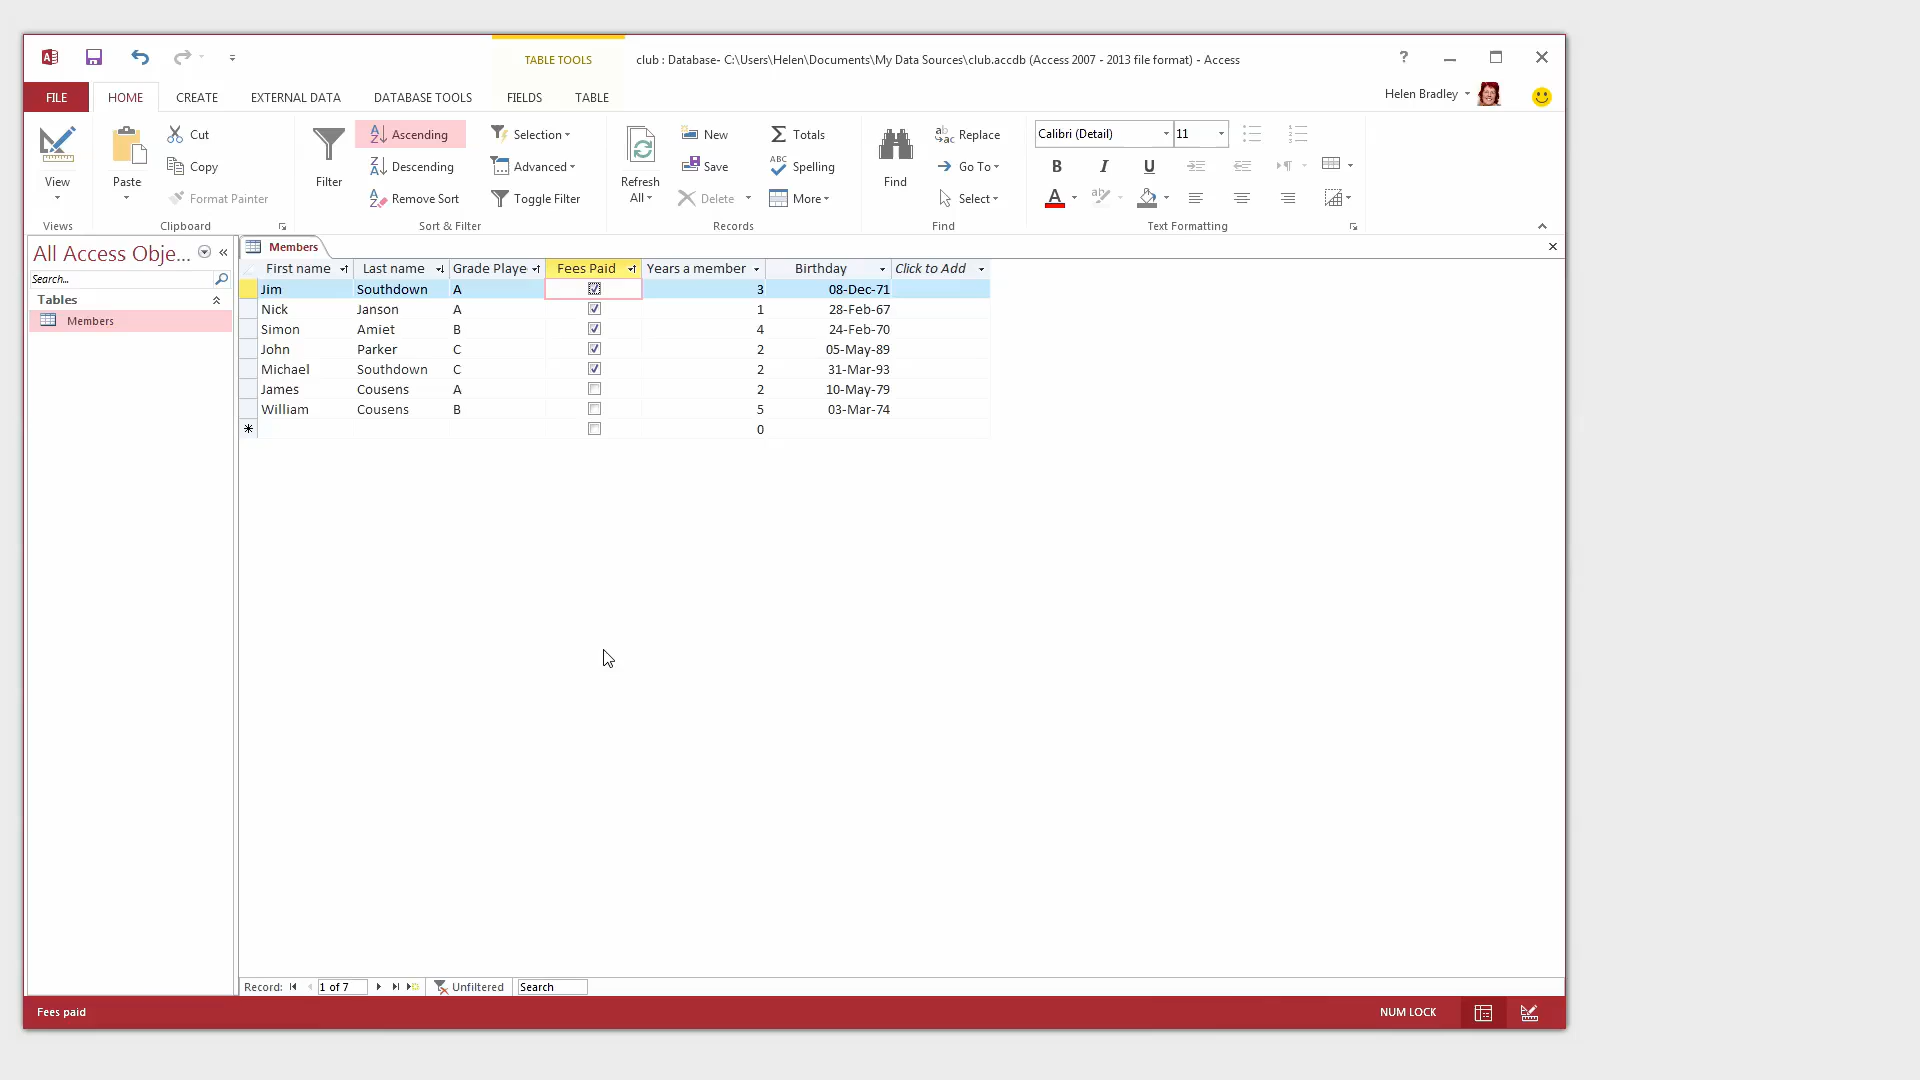 TABLE TOOLS club : Database- C:\Users\Helen\Documents\My Data Sources\club.accdb (Access 2007 - 2013 file format) - Access ?
FILE HOME CREATE EXTERNAL DATA DATABASE TOOLS FIELDS TABLE Helen Bradley
Cut Ascending Selection New Totals Replace Calibri (Detail) 11
Copy Descending Advanced Save Spelling Go To B I U
View Paste Filter Refresh Find
Format Painter Remove Sort Toggle Filter All Delete More Select A
Views Clipboard Sort & Filter Records Find Text Formatting
All Access Obje... «
Members
First name Last name Grade Playe Fees Paid Years a member Birthday Click to Add
Search...
Tables
Members
Jim Southdown A 3 08-Dec-71
Nick Janson A 1 28-Feb-67
Simon Amiet B 4 24-Feb-70
John Parker C 2 05-May-89
Michael Southdown C 2 31-Mar-93
James Cousens A 2 10-May-79
William Cousens B 5 03-Mar-74
0
Record: 1 of 7 Unfiltered Search
Fees paid NUM LOCK